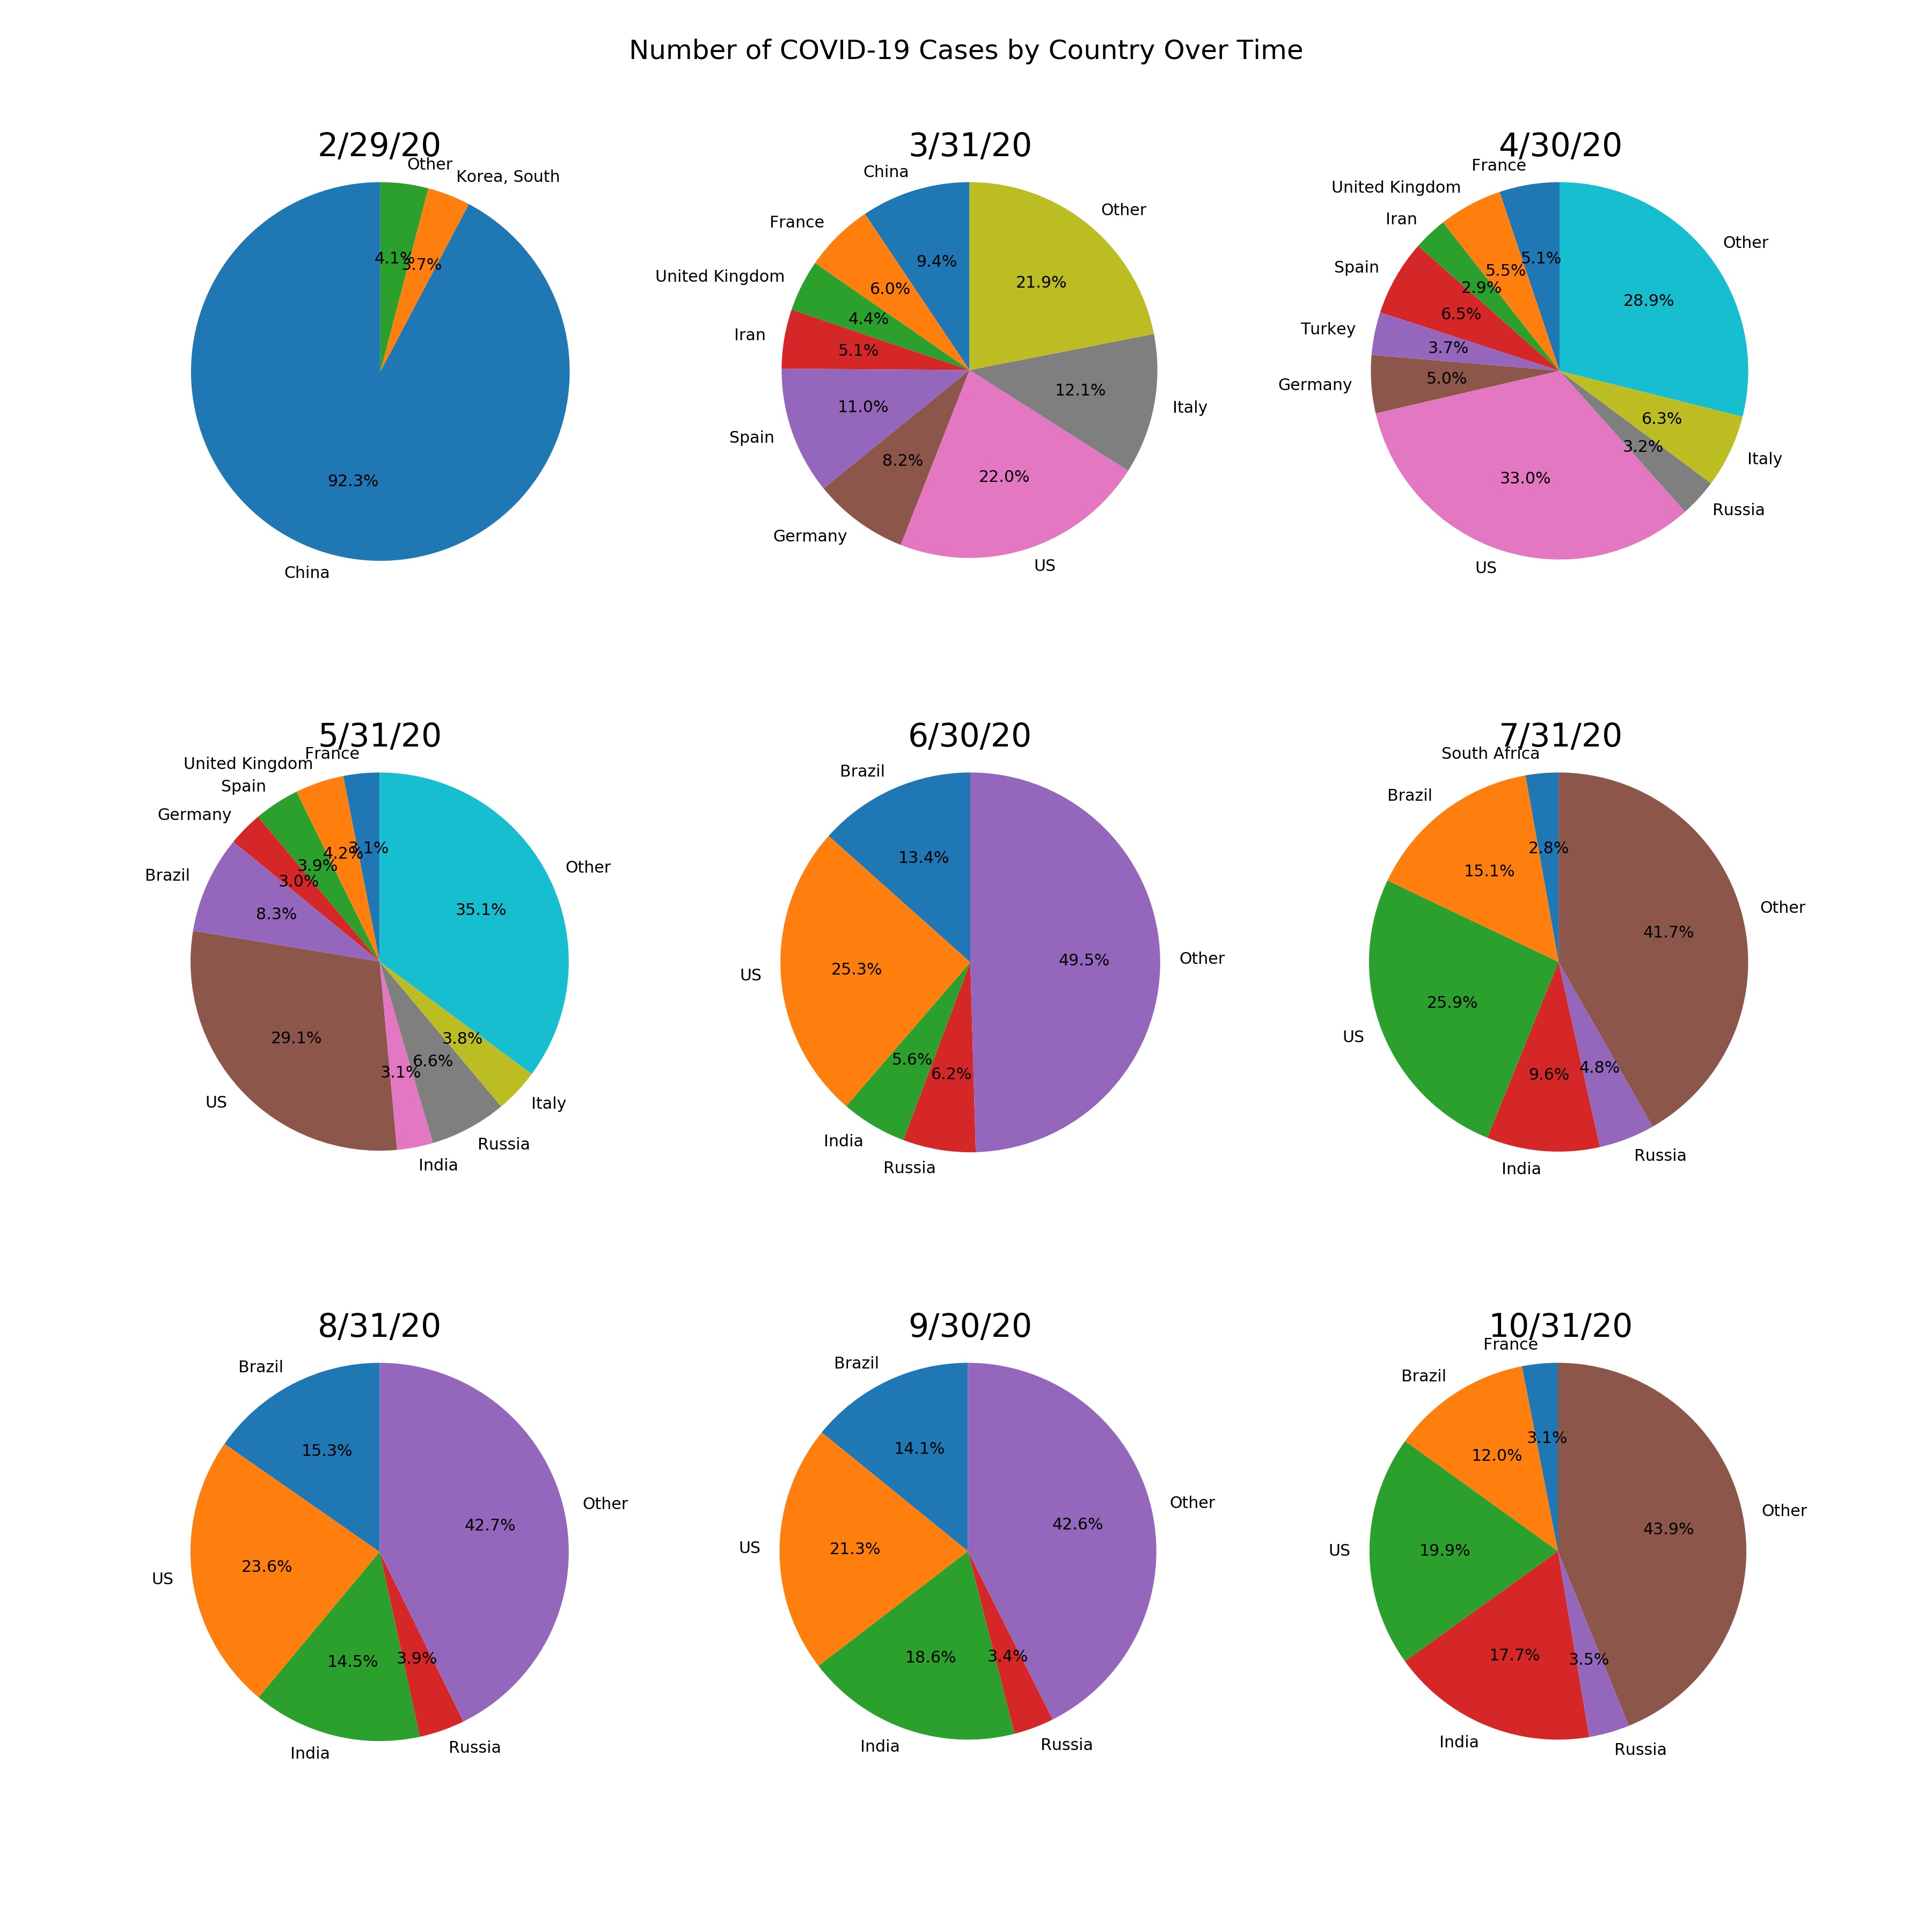 Number of COVID-19 Cases by Country Over Time
2/29/20
Other
Korea, South
4.1%
3.7%
92.3%
China
3/31/20
China
France
United Kingdom
Iran
Spain
Germany
US
Italy
Other
9.4%
6.0%
4.4%
5.1%
11.0%
8.2%
22.0%
12.1%
21.9%
4/30/20
France
United Kingdom
Iran
Spain
Turkey
Germany
US
Russia
Italy
Other
5.1%
5.5%
2.9%
6.5%
3.7%
5.0%
33.0%
3.2%
6.3%
28.9%
5/31/20
France
United Kingdom
Spain
Germany
Brazil
US
India
Russia
Italy
Other
3.1%
4.2%
3.9%
3.0%
8.3%
29.1%
3.1%
6.6%
3.8%
35.1%
6/30/20
Brazil
US
India
Russia
Other
13.4%
25.3%
5.6%
6.2%
49.5%
7/31/20
South Africa
Brazil
US
India
Russia
Other
2.8%
15.1%
25.9%
9.6%
4.8%
41.7%
8/31/20
Brazil
US
India
Russia
Other
15.3%
23.6%
14.5%
3.9%
42.7%
9/30/20
Brazil
US
India
Russia
Other
14.1%
21.3%
18.6%
3.4%
42.6%
10/31/20
France
Brazil
US
India
Russia
Other
3.1%
12.0%
19.9%
17.7%
3.5%
43.9%